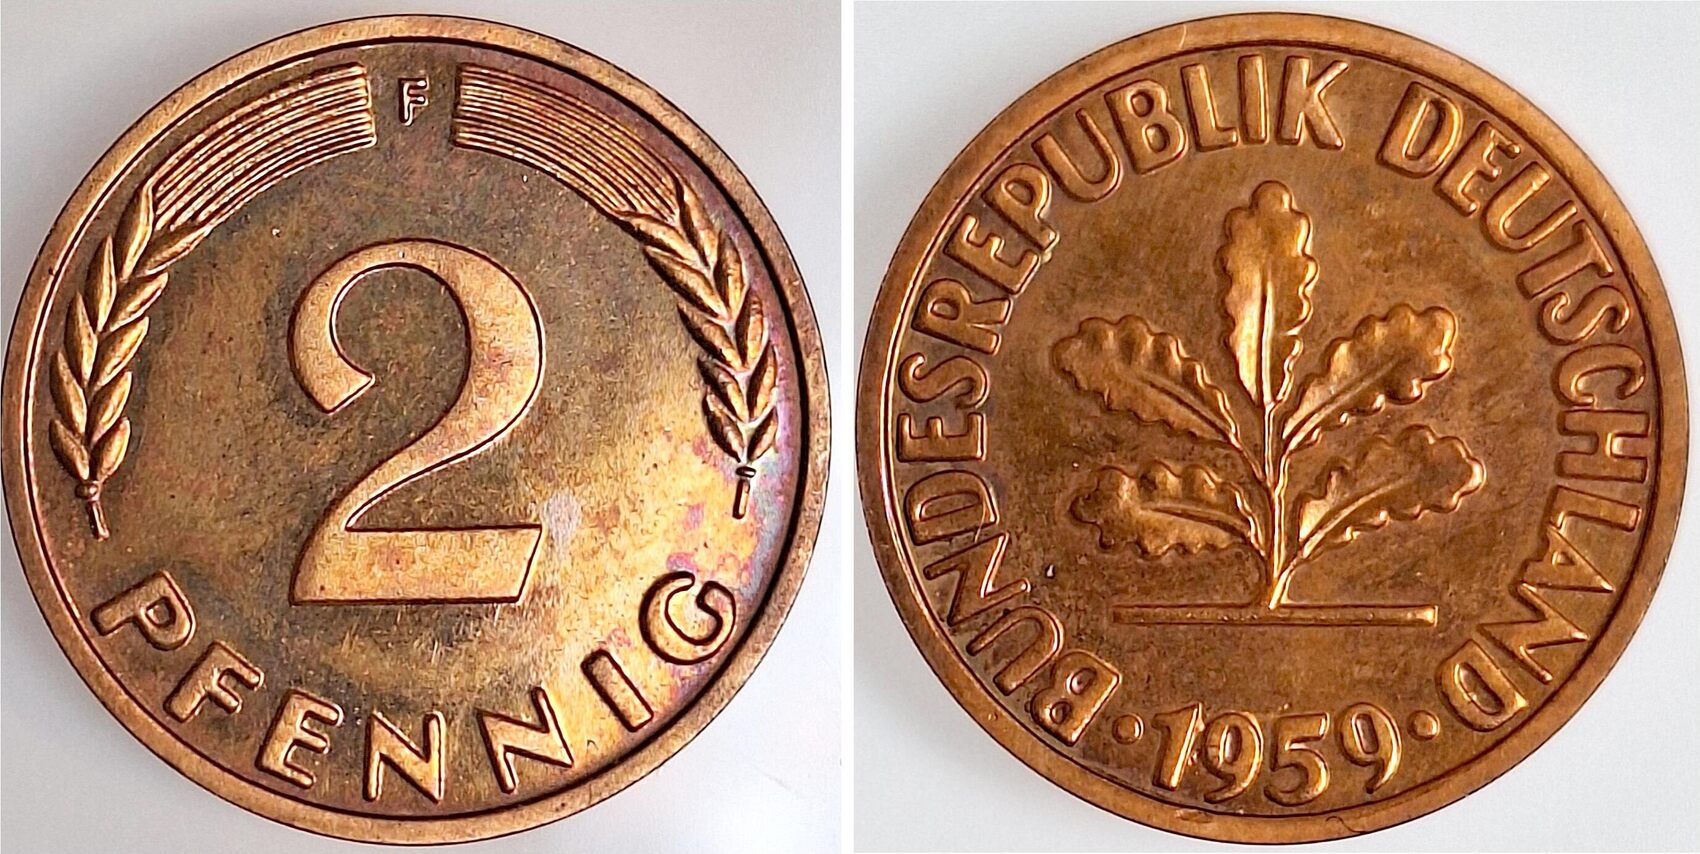 F
2
PFENNIG
BUNDESREPUBLIK DEUTSCHLAND
· 1959 ·